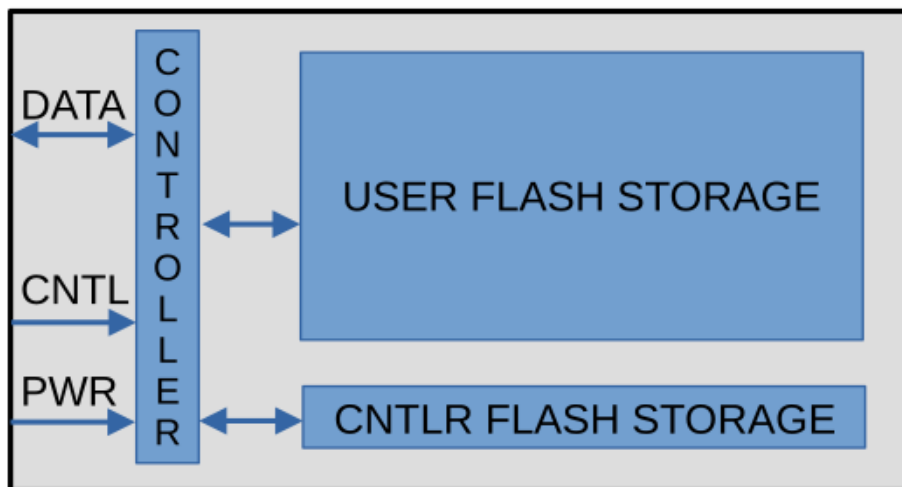 DATA
CNTL
PWR
CONTROLLER
USER FLASH STORAGE
CNTLR FLASH STORAGE